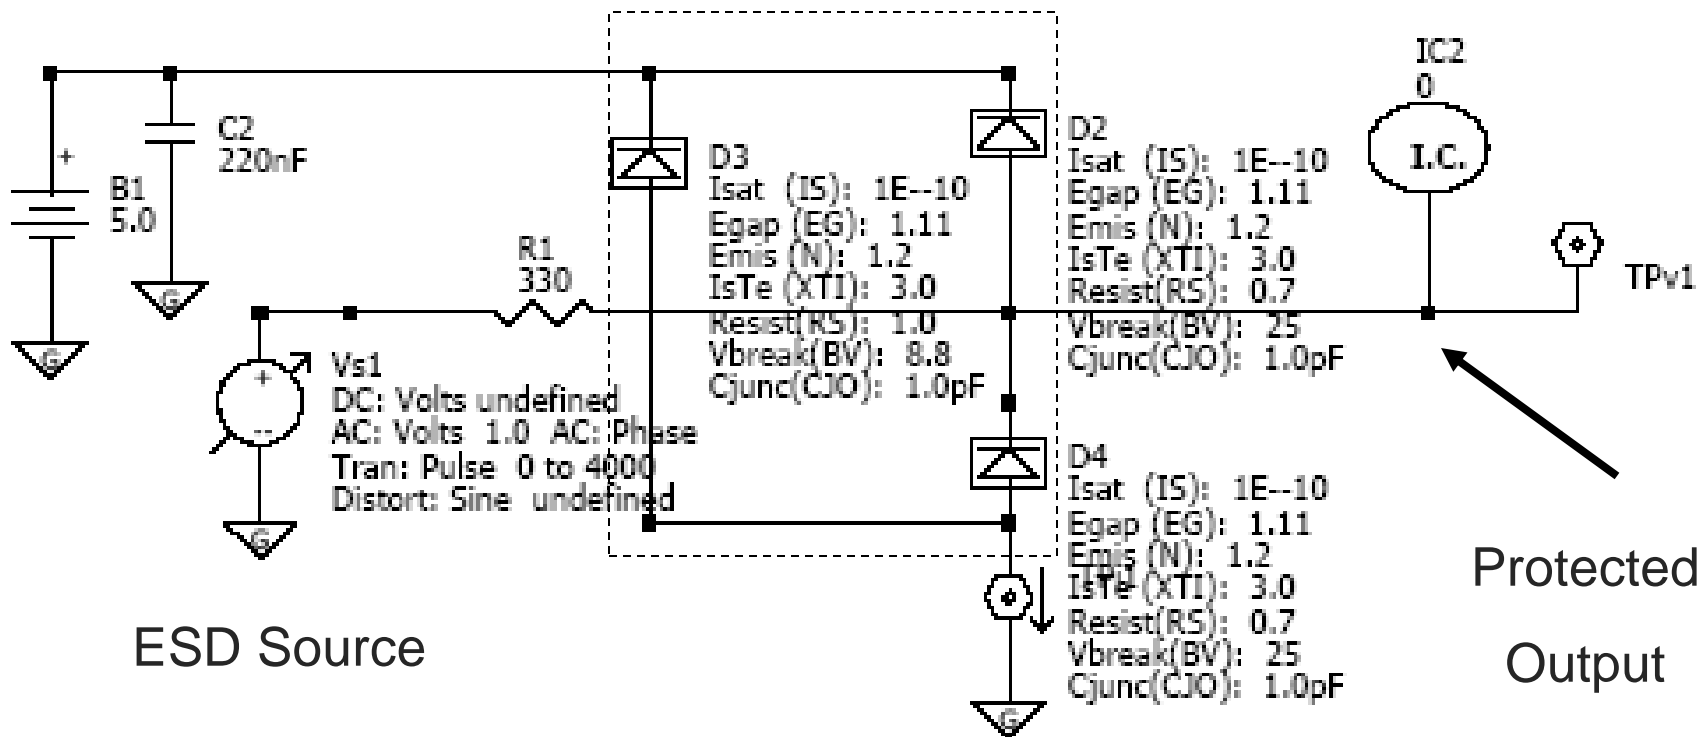 IC2
0
I.C.
C2
220nF
D2
Isat (IS): 1E--10
Egap (EG): 1.11
Emis (N): 1.2
IsTe (XTI): 3.0
Resist(RS): 0.7
Vbreak(BV): 25
Cjunc(CJO): 1.0pF
D3
Isat (IS): 1E--10
Egap (EG): 1.11
Emis (N): 1.2
IsTe (XTI): 3.0
Resist(RS): 1.0
Vbreak(BV): 8.8
Cjunc(CJO): 1.0pF
+
B1
5.0
R1
330
TPv1
G
G
Vs1
DC: Volts undefined
AC: Volts 1.0 AC: Phase
Tran: Pulse 0 to 4000
Distort: Sine undefined
+
--
G
D4
Isat (IS): 1E--10
Egap (EG): 1.11
Emis (N): 1.2
IsTe (XTI): 3.0
Resist(RS): 0.7
Vbreak(BV): 25
Cjunc(CJO): 1.0pF
G
ESD Source
Protected
Output